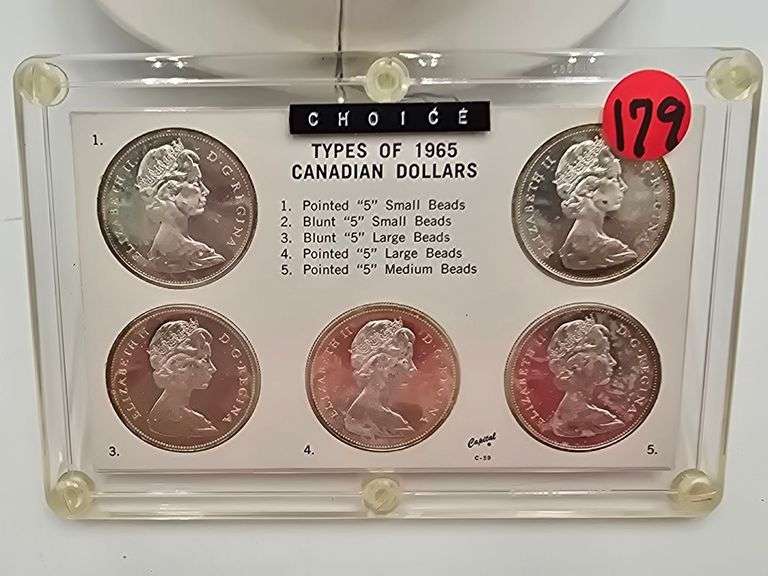 CHOICE
179
TYPES OF 1965
CANADIAN DOLLARS
1. Pointed "5" Small Beads
2. Blunt "5" Small Beads
3. Blunt "5" Large Beads
4. Pointed "5" Large Beads
5. Pointed "5" Medium Beads
1.
ELIZABETH II D·G·REGINA
ELIZABETH II REGINA
3.
ELIZABETH II D·G·REGINA
4.
ELIZABETH II D·G·REGINA
5.
ELIZABETH II D·G·REGINA
Capital
C-59